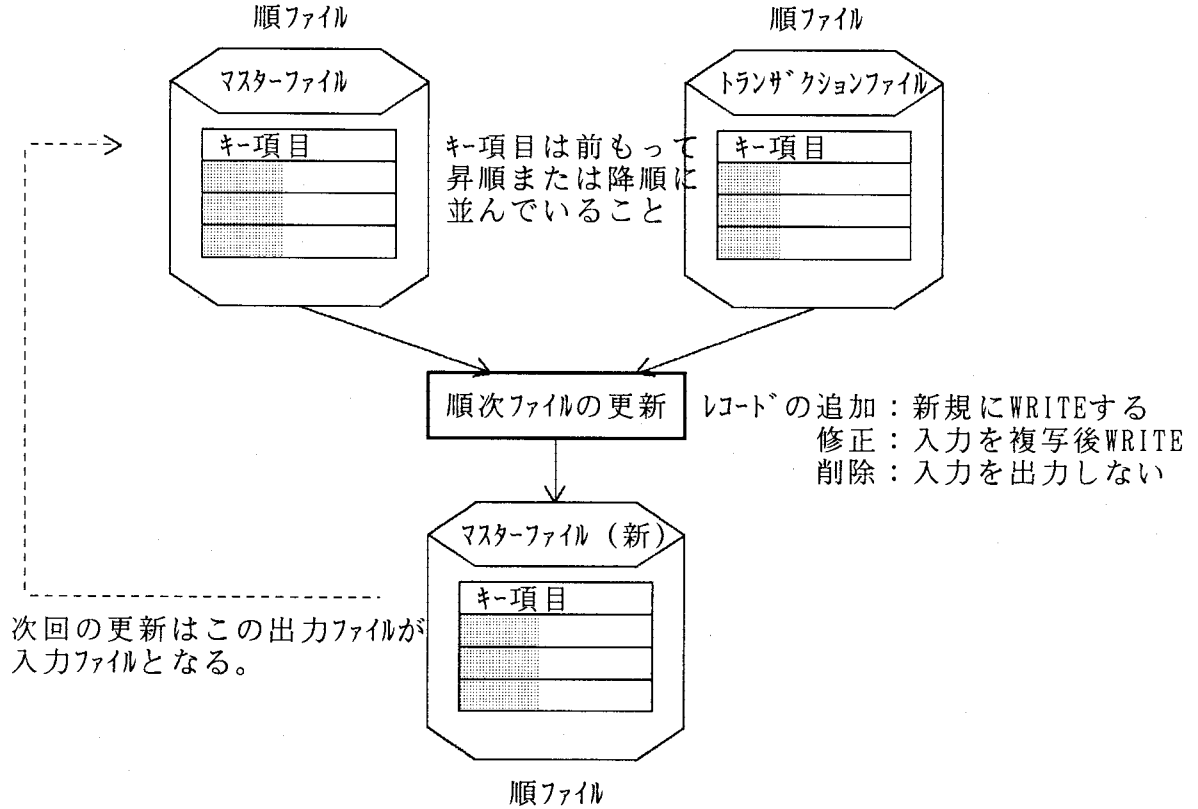 順ファイル
順ファイル
マスターファイル
トランザクションファイル
キー項目
キー項目は前もって
昇順または降順に
並んでいること
キー項目
順次ファイルの更新
レコードの追加：新規にWRITEする
修正：入力を複写後WRITE
削除：入力を出力しない
マスターファイル（新）
キー項目
次回の更新はこの出力ファイルが
入力ファイルとなる。
順ファイル